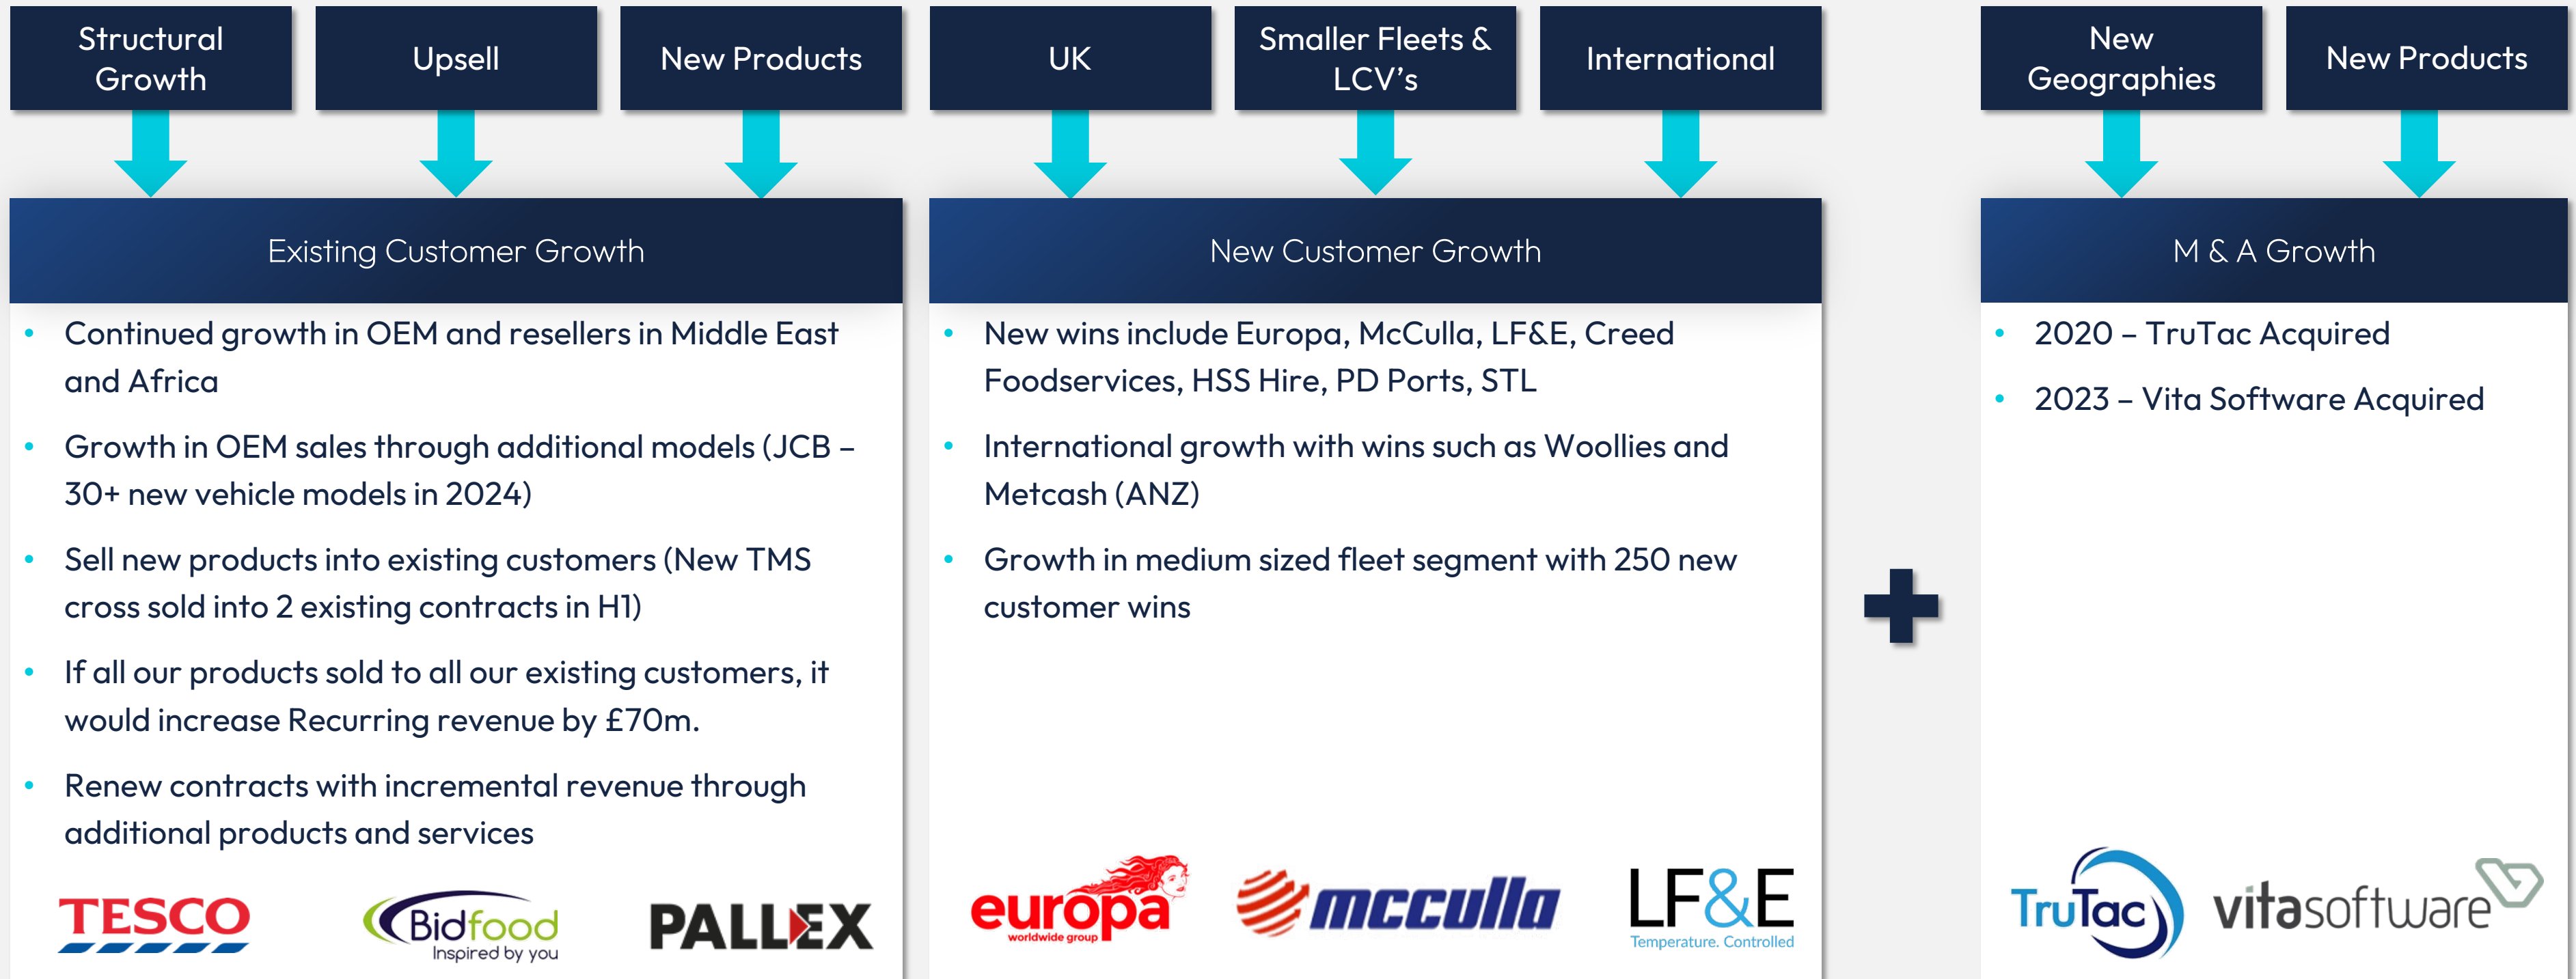 Structural
Growth
Upsell
New Products
UK
Smaller Fleets &
LCV's
International
New
Geographies
New Products
Existing Customer Growth
• Continued growth in OEM and resellers in Middle East
and Africa
• Growth in OEM sales through additional models (JCB –
30+ new vehicle models in 2024)
• Sell new products into existing customers (New TMS
cross sold into 2 existing contracts in H1)
• If all our products sold to all our existing customers, it
would increase Recurring revenue by £70m.
• Renew contracts with incremental revenue through
additional products and services
TESCO
Bidfood
Inspired by you
PALLEX
New Customer Growth
• New wins include Europa, McCulla, LF&E, Creed
Foodservices, HSS Hire, PD Ports, STL
• International growth with wins such as Woollies and
Metcash (ANZ)
• Growth in medium sized fleet segment with 250 new
customer wins
europa
worldwide group
mcculla
LF&E
Temperature. Controlled
M & A Growth
• 2020 – TruTac Acquired
• 2023 – Vita Software Acquired
TruTac
vitasoftware